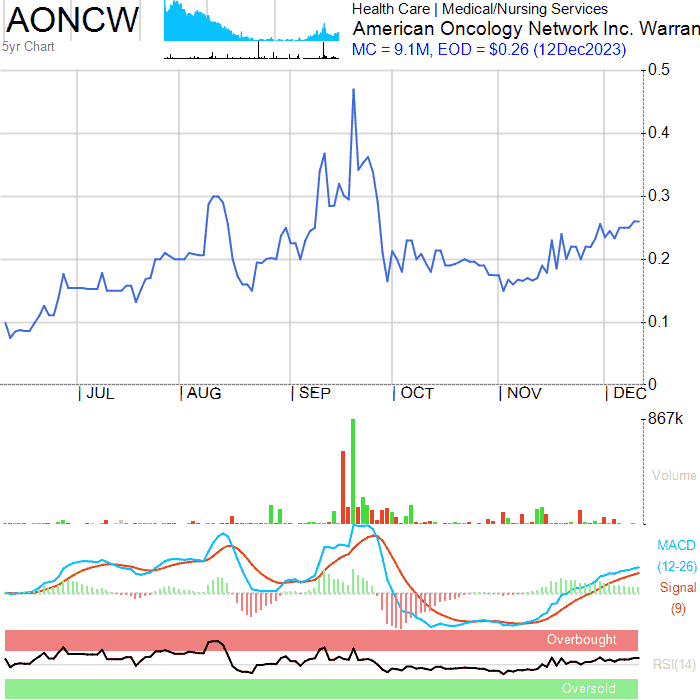 AONCW
5yr Chart
Health Care | Medical/Nursing Services
American Oncology Network Inc. Warran
MC = 9.1M, EOD = $0.26 (12Dec2023)
0.5
0.4
0.3
0.2
0.1
0
JUL
AUG
SEP
OCT
NOV
DEC
867k
Volume
MACD
(12-26)
Signal
(9)
Overbought
RSI(14)
Oversold